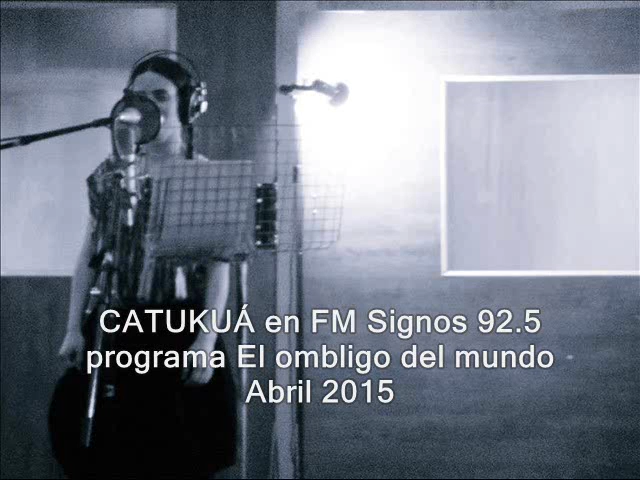 CATUKUÁ en FM Signos 92.5
programa El ombligo del mundo
Abril 2015